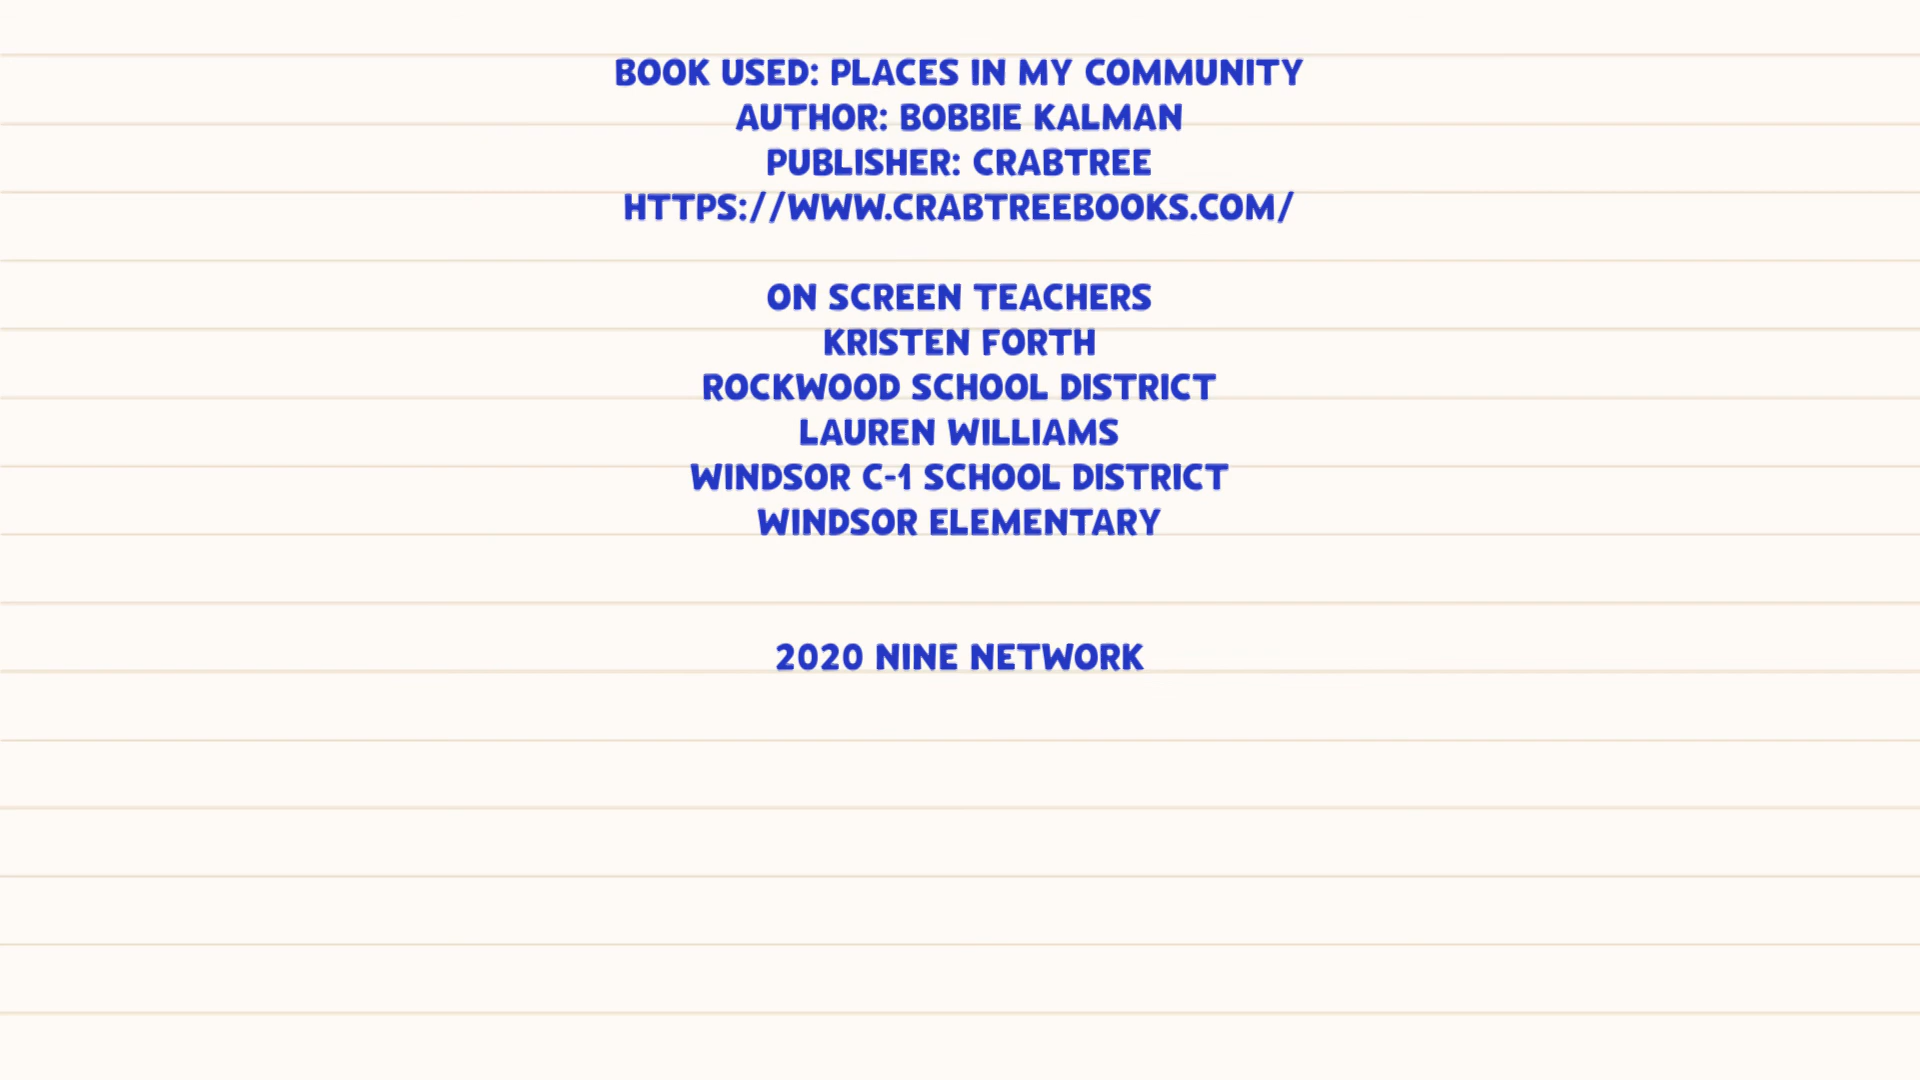 BOOK USED: PLACES IN MY COMMUNITY
AUTHOR: BOBBIE KALMAN
PUBLISHER: CRABTREE
HTTPS://WWW.CRABTREEBOOKS.COM/
ON SCREEN TEACHERS
KRISTEN FORTH
ROCKWOOD SCHOOL DISTRICT
LAUREN WILLIAMS
WINDSOR C-1 SCHOOL DISTRICT
WINDSOR ELEMENTARY
2020 NINE NETWORK